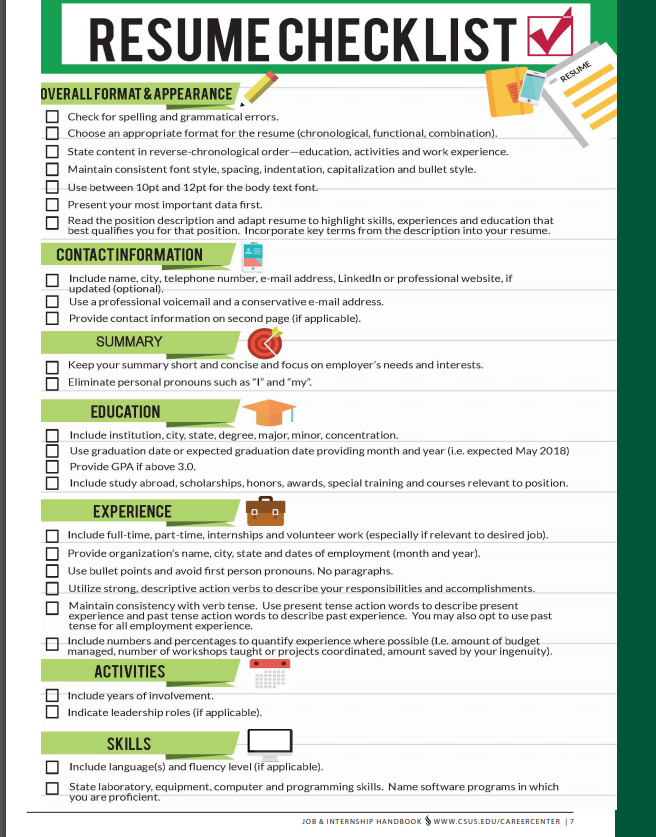 RESUME CHECKLIST
RESUME
OVERALL FORMAT & APPEARANCE
Check for spelling and grammatical errors.
Choose an appropriate format for the resume (chronological, functional, combination).
State content in reverse-chronological order—education, activities and work experience.
Maintain consistent font style, spacing, indentation, capitalization and bullet style.
Use between 10pt and 12pt for the body text font.
Present your most important data first.
Read the position description and adapt resume to highlight skills, experiences and education that
best qualifies you for that position. Incorporate key terms from the description into your resume.
CONTACT INFORMATION
Include name, city, telephone number, e-mail address, LinkedIn or professional website, if
updated (optional).
Use a professional voicemail and a conservative e-mail address.
Provide contact information on second page (if applicable).
SUMMARY
Keep your summary short and concise and focus on employer's needs and interests.
Eliminate personal pronouns such as "I" and "my".
EDUCATION
Include institution, city, state, degree, major, minor, concentration.
Use graduation date or expected graduation date providing month and year (i.e. expected May 2018)
Provide GPA if above 3.0.
Include study abroad, scholarships, honors, awards, special training and courses relevant to position.
EXPERIENCE
Include full-time, part-time, internships and volunteer work (especially if relevant to desired job).
Provide organization's name, city, state and dates of employment (month and year).
Use bullet points and avoid first person pronouns. No paragraphs.
Utilize strong, descriptive action verbs to describe your responsibilities and accomplishments.
Maintain consistency with verb tense. Use present tense action words to describe present
experience and past tense action words to describe past experience. You may also opt to use past
tense for all employment experience.
Include numbers and percentages to quantify experience where possible (I.e. amount of budget
managed, number of workshops taught or projects coordinated, amount saved by your ingenuity).
ACTIVITIES
Include years of involvement.
Indicate leadership roles (if applicable).
SKILLS
Include language(s) and fluency level (if applicable).
State laboratory, equipment, computer and programming skills. Name software programs in which
you are proficient.
JOB & INTERNSHIP HANDBOOK WWW.CSUS.EDU/CAREERCENTER | 7